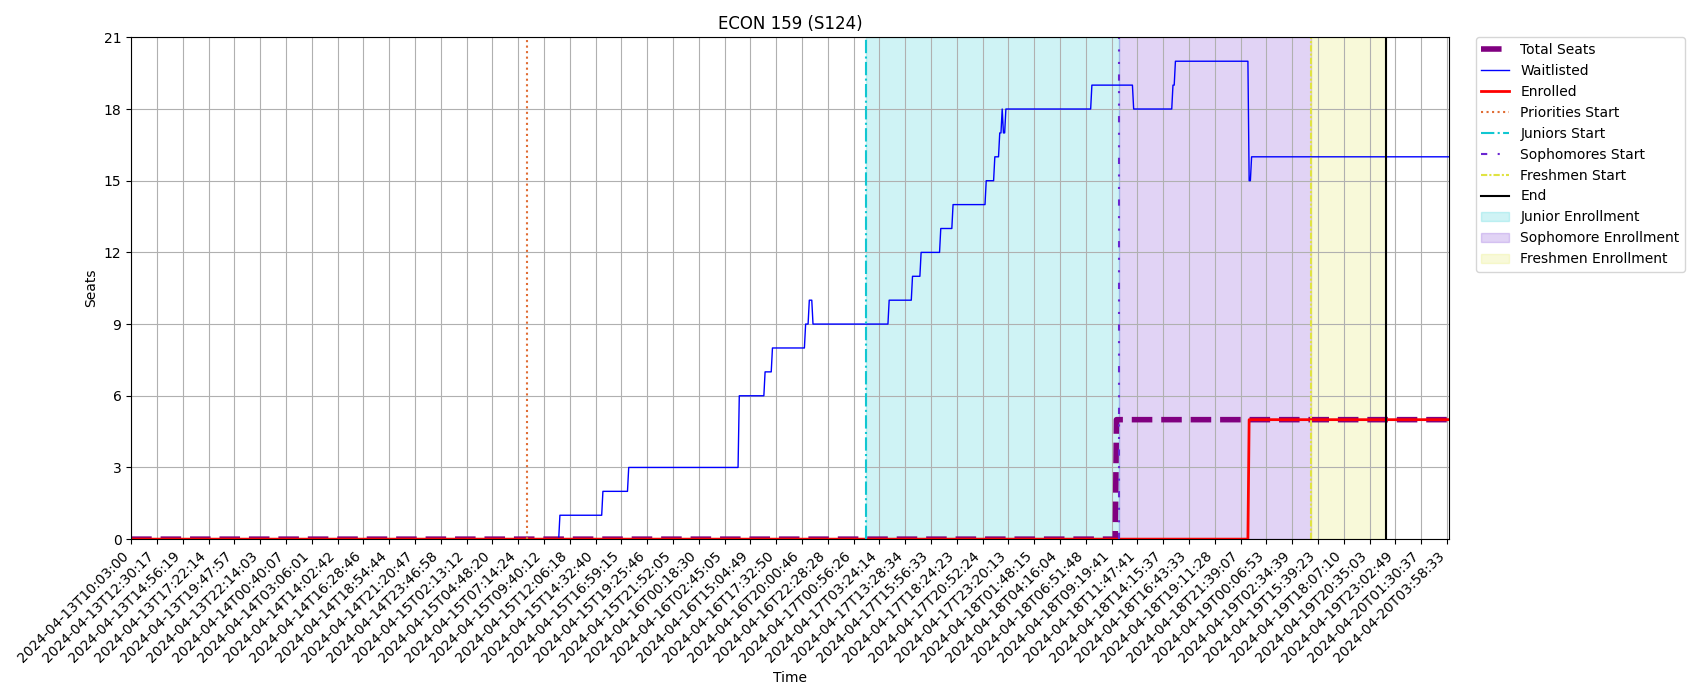 ECON 159 (S124)
21
18
15
12
9
6
3
0
Seats
2024-04-13T10:03:00
2024-04-13T12:30:17
2024-04-13T14:56:19
2024-04-13T17:22:14
2024-04-13T19:47:57
2024-04-13T22:14:03
2024-04-14T00:40:07
2024-04-14T03:06:01
2024-04-14T14:02:42
2024-04-14T16:28:46
2024-04-14T18:54:44
2024-04-14T21:20:47
2024-04-14T23:46:58
2024-04-15T02:13:12
2024-04-15T04:48:20
2024-04-15T07:14:24
2024-04-15T09:40:12
2024-04-15T12:06:18
2024-04-15T14:32:40
2024-04-15T16:59:15
2024-04-15T19:25:46
2024-04-15T21:52:05
2024-04-16T00:18:30
2024-04-16T02:45:05
2024-04-16T15:04:49
2024-04-16T17:32:50
2024-04-16T20:00:46
2024-04-16T22:28:28
2024-04-17T00:56:26
2024-04-17T03:24:14
2024-04-17T13:28:34
2024-04-17T15:56:33
2024-04-17T18:24:23
2024-04-17T20:52:24
2024-04-17T23:20:13
2024-04-18T01:48:15
2024-04-18T04:16:04
2024-04-18T06:51:48
2024-04-18T09:19:41
2024-04-18T11:47:41
2024-04-18T14:15:37
2024-04-18T16:43:33
2024-04-18T19:11:28
2024-04-18T21:39:07
2024-04-19T00:06:53
2024-04-19T02:34:39
2024-04-19T15:39:23
2024-04-19T18:07:10
2024-04-19T20:35:03
2024-04-19T23:02:49
2024-04-20T01:30:37
2024-04-20T03:58:33
Time
Total Seats
Waitlisted
Enrolled
Priorities Start
Juniors Start
Sophomores Start
Freshmen Start
End
Junior Enrollment
Sophomore Enrollment
Freshmen Enrollment